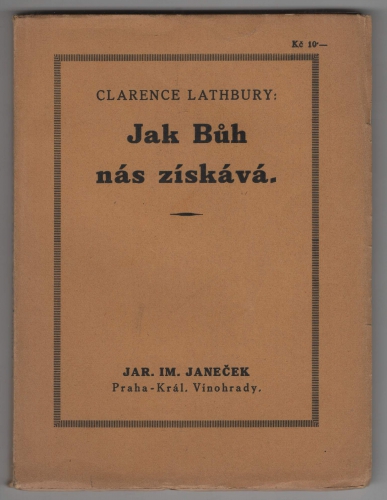 Kč 10·—
CLARENCE LATHBURY:
Jak Bůh
nás získává.
JAR. IM. JANEČEK
Praha-Král. Vinohrady.